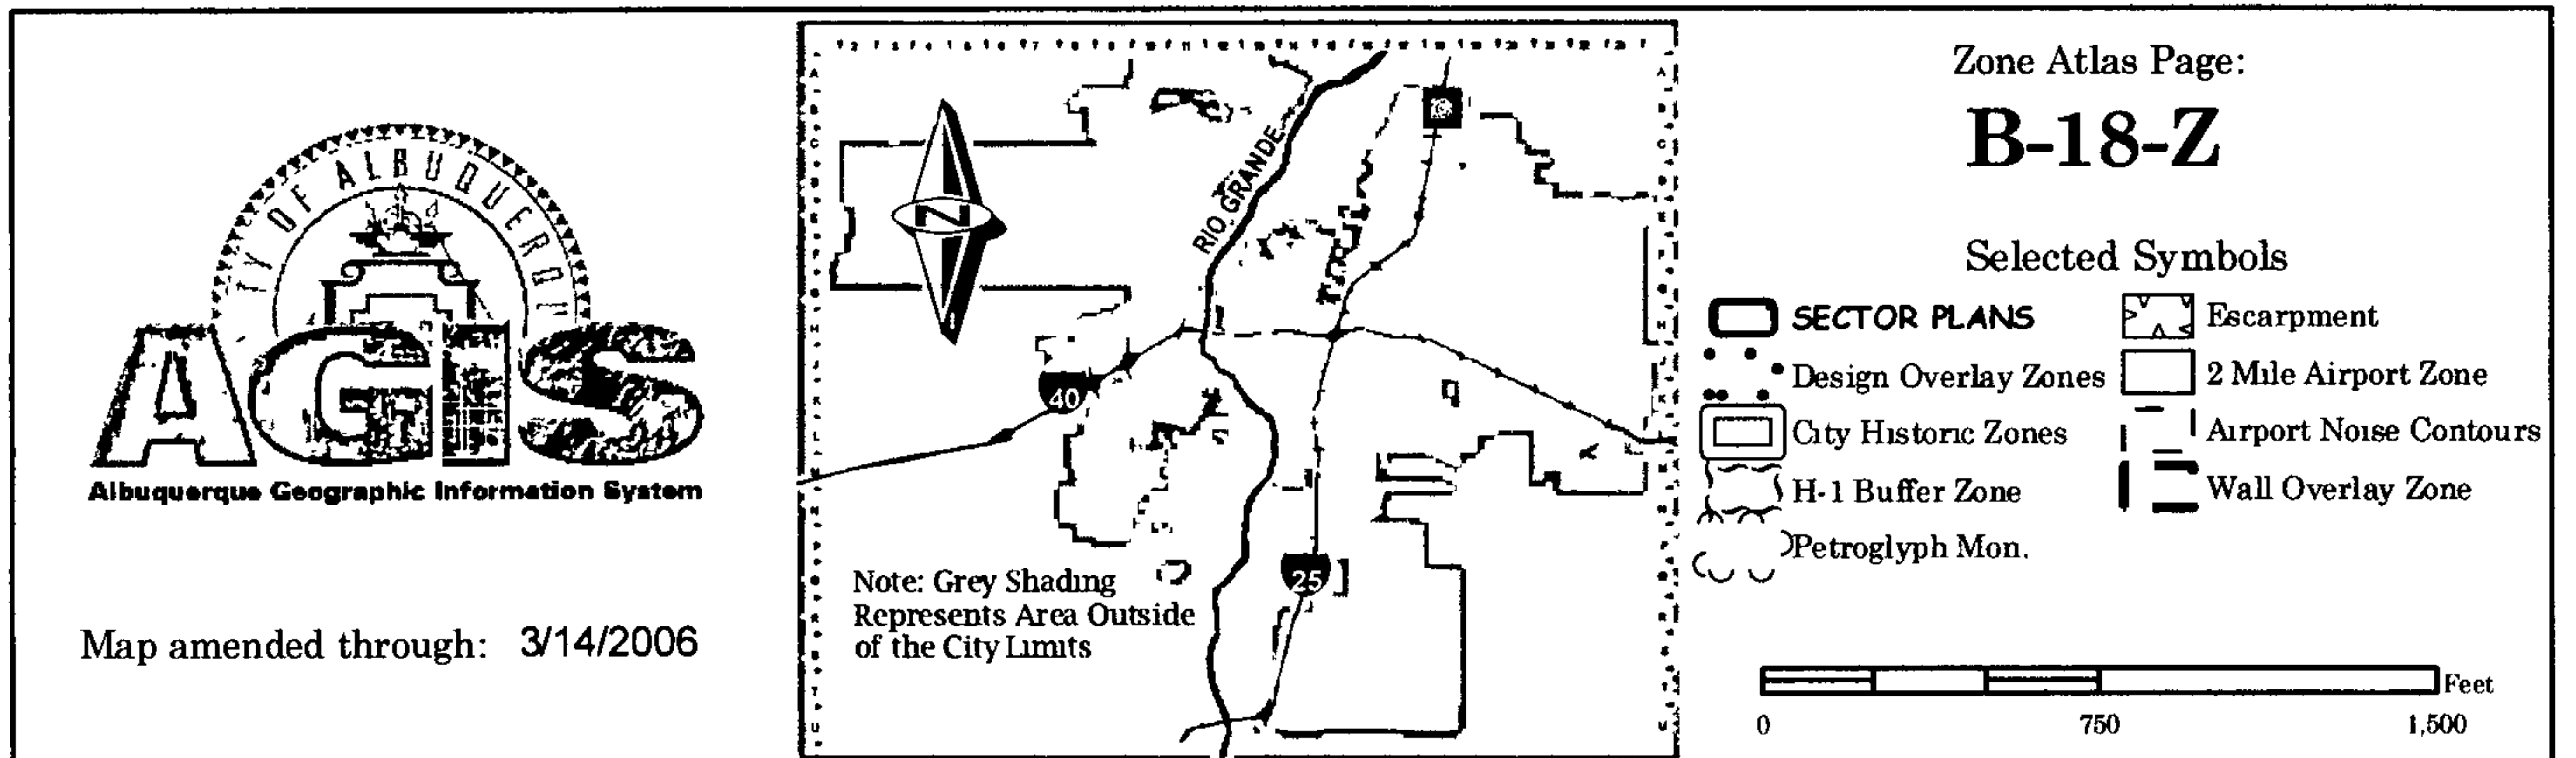 CITY OF ALBUQUERQUE
AGIS
Albuquerque Geographic Information System
Map amended through: 3/14/2006
N
RIO GRANDE
40
25
Note: Grey Shading
Represents Area Outside
of the City Limits
Zone Atlas Page:
B-18-Z
Selected Symbols
SECTOR PLANS
Design Overlay Zones
City Historic Zones
H-1 Buffer Zone
Petroglyph Mon.
Escarpment
2 Mile Airport Zone
Airport Noise Contours
Wall Overlay Zone
Feet
0 750 1,500